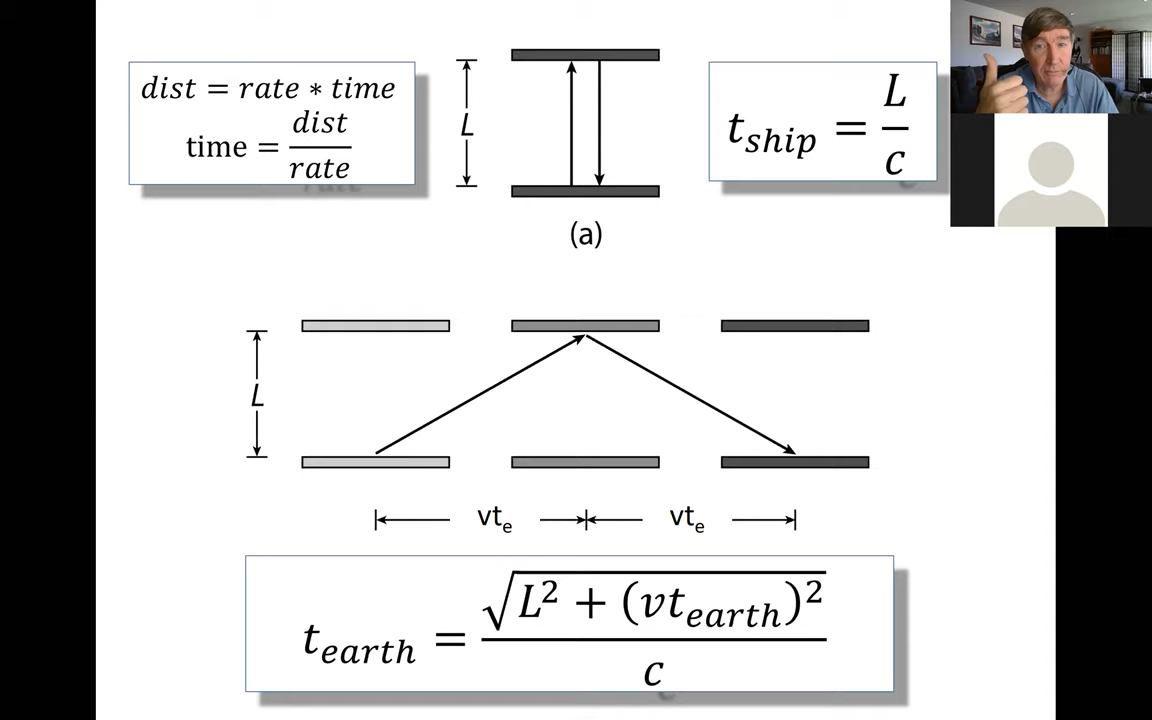 dist = rate * time
time = dist / rate
L
t_ship = L / c
(a)
L
vt_e vt_e
t_earth = √(L² + (vt_earth)²) / c